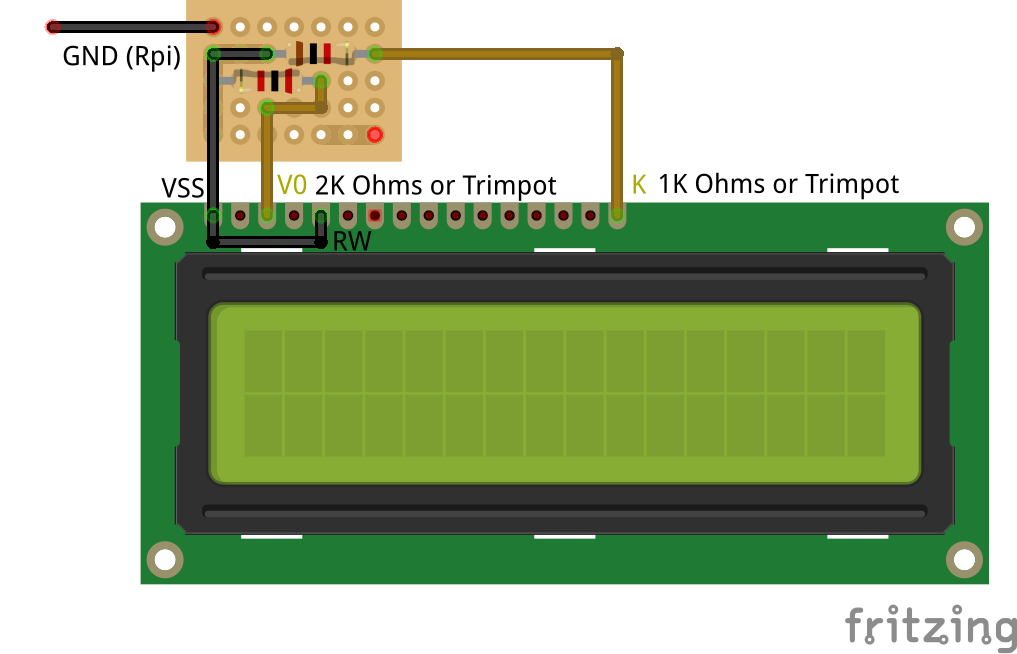 GND (Rpi)
VSS
V0 2K Ohms or Trimpot
K 1K Ohms or Trimpot
RW
fritzing